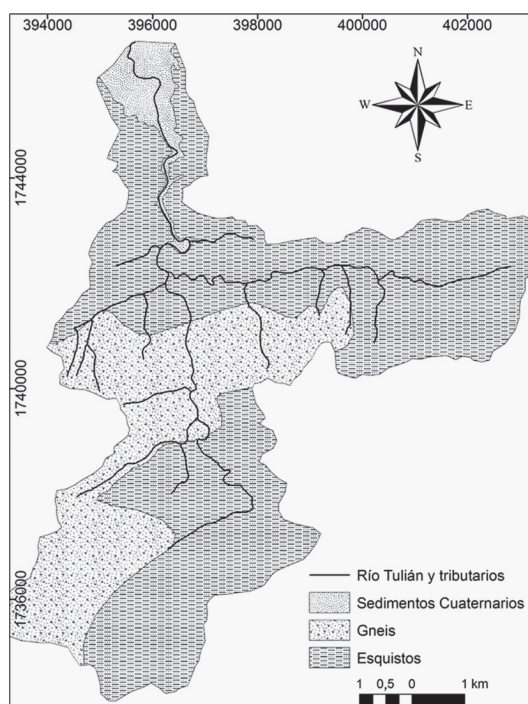 394000 396000 398000 400000 402000
N
W E
S
1744000
1740000
1736000
Río Tulián y tributarios
Sedimentos Cuaternarios
Gneis
Esquistos
1 0,5 0 1 km